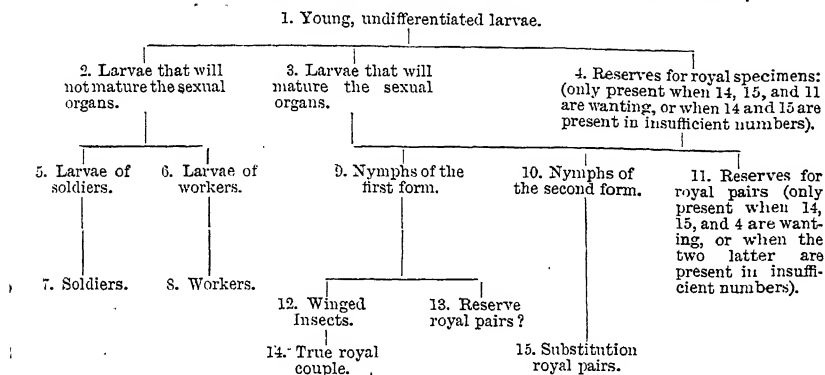 1. Young, undifferentiated larvae.
2. Larvae that will
not mature the sexual
organs.
3. Larvae that will
mature the sexual
organs.
4. Reserves for royal specimens:
(only present when 14, 15, and 11
are wanting, or when 14 and 15 are
present in insufficient numbers).
5. Larvae of
soldiers.
6. Larvae of
workers.
9. Nymphs of the
first form.
10. Nymphs of
the second form.
11. Reserves for
royal pairs (only
present when 14,
15, and 4 are want-
ing, or when the
two latter are
present in insuffi-
cient numbers).
7. Soldiers.
8. Workers.
12. Winged
Insects.
13. Reserve
royal pairs?
14. True royal
couple.
15. Substitution
royal pairs.